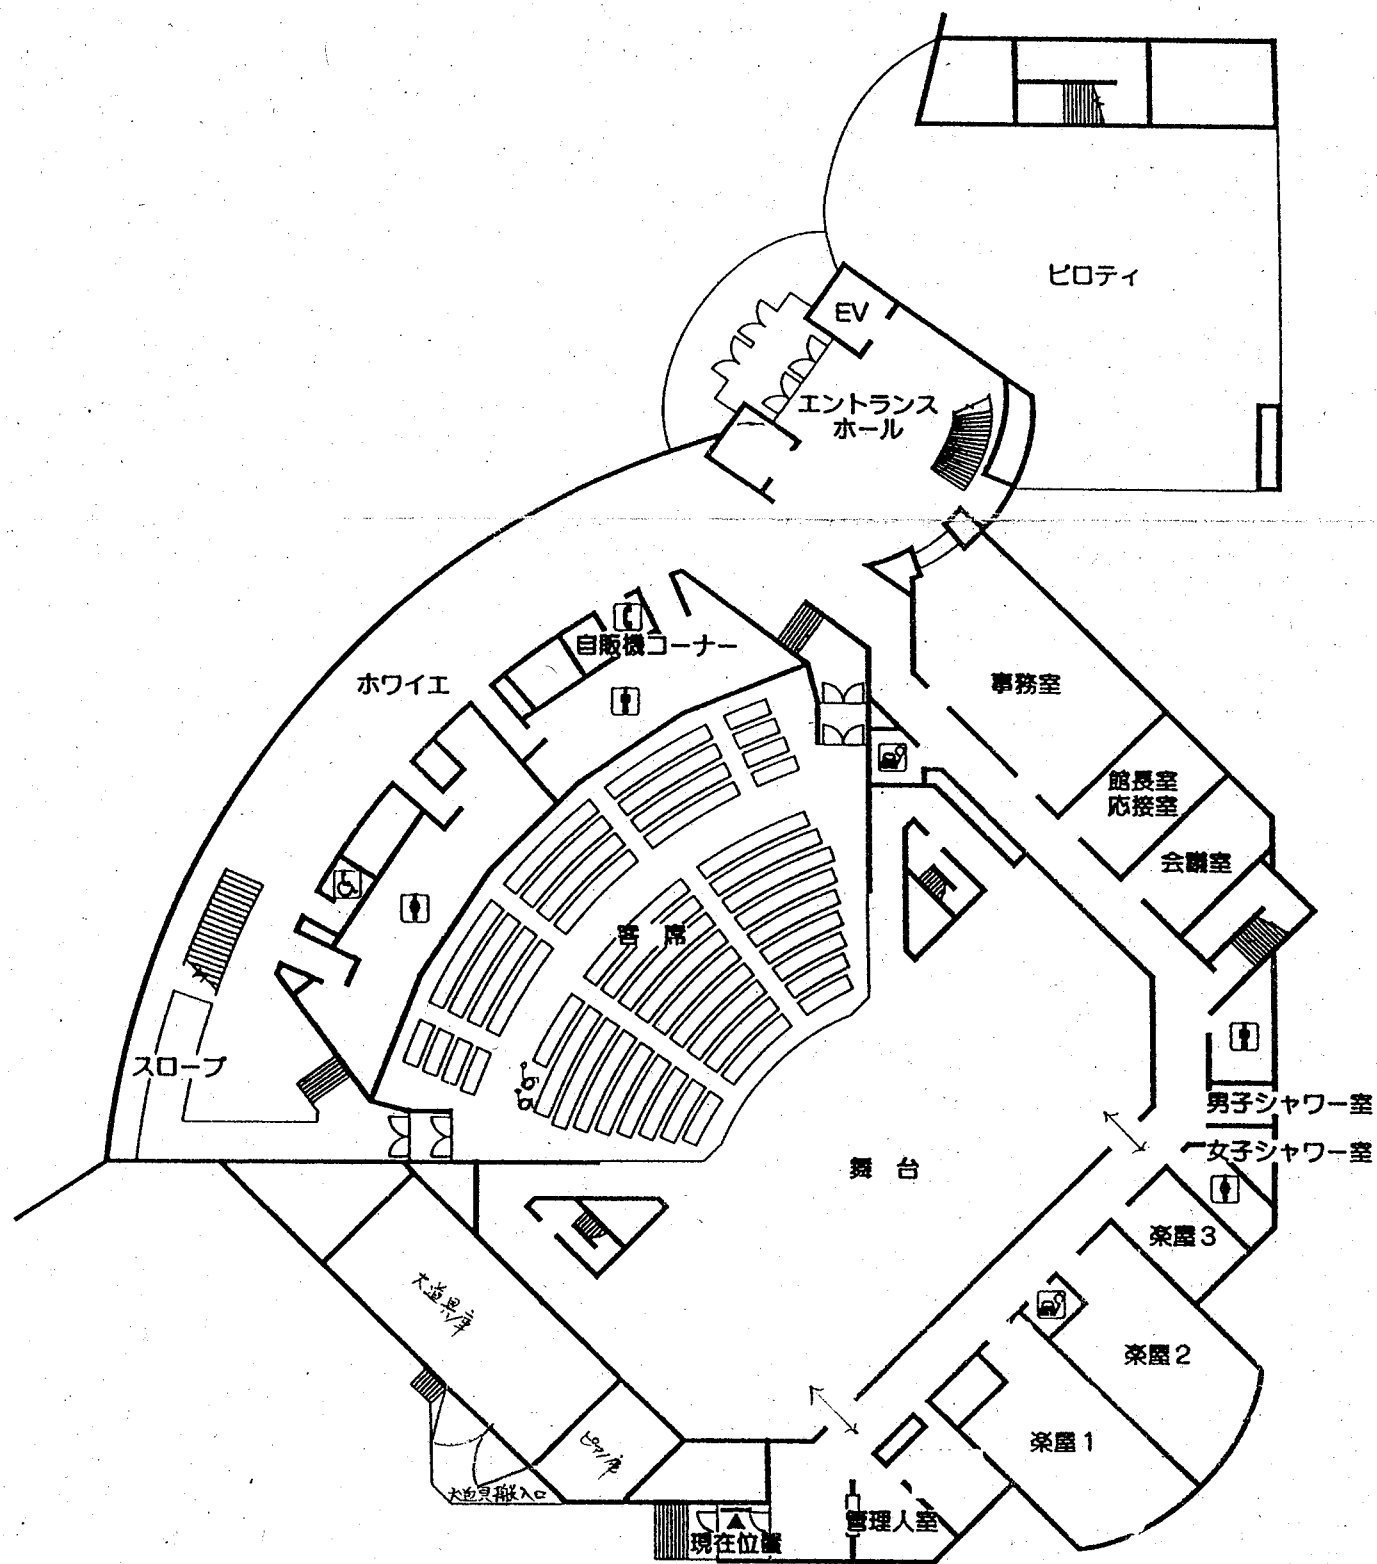 ピロティ
EV
エントランス
ホール
自販機コーナー
ホワイエ
事務室
館長室
応接室
会議室
客席
スロープ
男子シャワー室
女子シャワー室
舞台
楽屋3
大道具庫
楽屋2
楽屋1
ピアノ庫
大道具搬入口
管理人室
現在位置